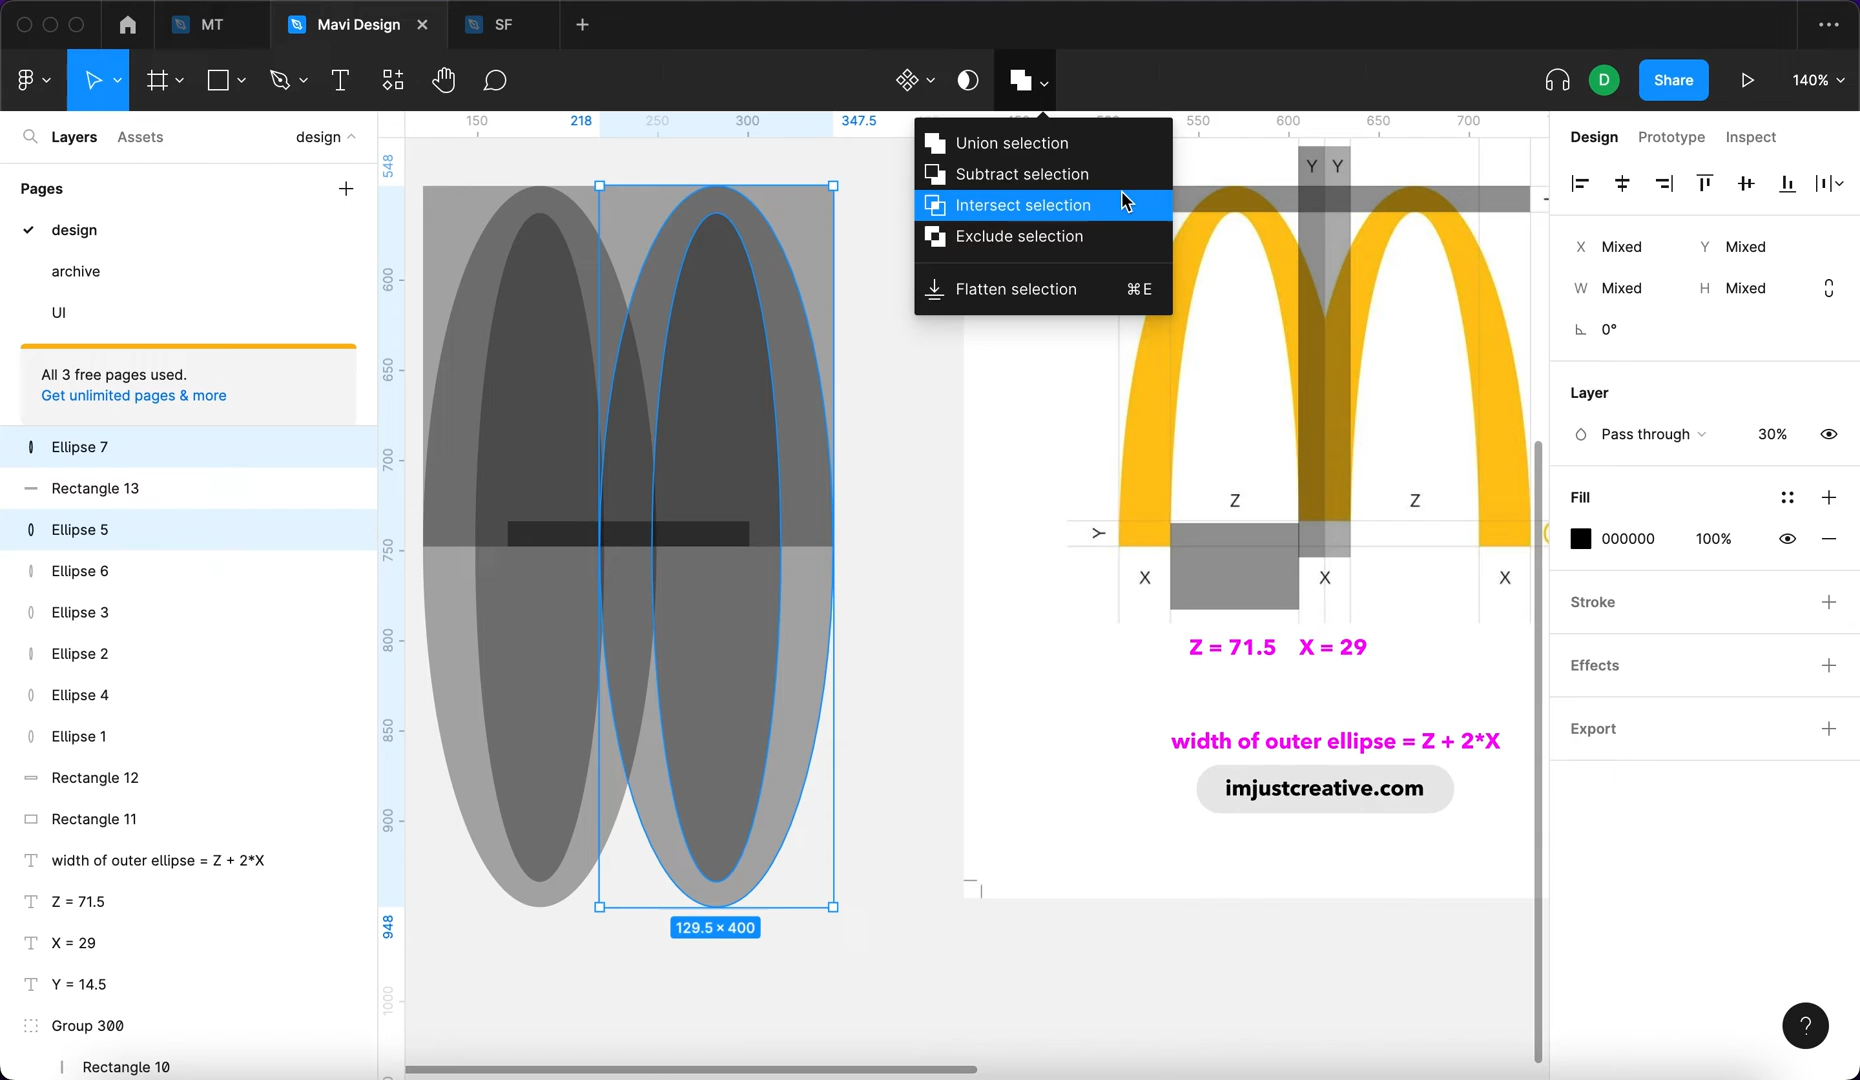 MT
Mavi Design
SF
D
Share
140%
Layers
Assets
design
Pages
design
archive
UI
All 3 free pages used.
Get unlimited pages & more
Ellipse 7
Rectangle 13
Ellipse 5
Ellipse 6
Ellipse 3
Ellipse 2
Ellipse 4
Ellipse 1
Rectangle 12
Rectangle 11
width of outer ellipse = Z + 2*X
Z = 71.5
X = 29
Y = 14.5
Group 300
Rectangle 10
150 218 250 300 347.5 550 600 650 700
548
600
650
700
750
800
850
900
948
1000
129.5 × 400
Union selection
Subtract selection
Intersect selection
Exclude selection
Flatten selection ⌘E
Y Y
Z Z
Y
X X X
Z = 71.5 X = 29
width of outer ellipse = Z + 2*X
imjustcreative.com
Design Prototype Inspect
X Mixed Y Mixed
W Mixed H Mixed
0°
Layer
Pass through 30%
Fill
000000 100%
Stroke
Effects
Export
?